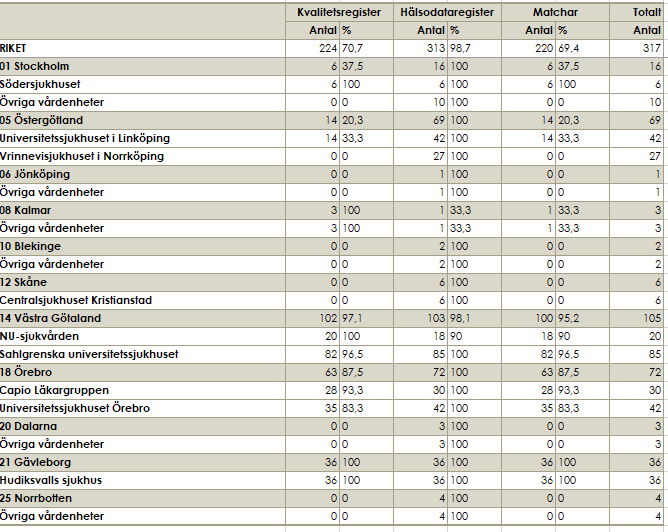 Kvalitetsregister Hälsodataregister Matchar Totalt
Antal % Antal % Antal % Antal
RIKET 224 70,7 313 98,7 220 69,4 317
01 Stockholm 6 37,5 16 100 6 37,5 16
Södersjukhuset 6 100 6 100 6 100 6
Övriga vårdenheter 0 0 10 100 0 0 10
05 Östergötland 14 20,3 69 100 14 20,3 69
Universitetssjukhuset i Linköping 14 33,3 42 100 14 33,3 42
Vrinnevisjukhuset i Norrköping 0 0 27 100 0 0 27
06 Jönköping 0 0 1 100 0 0 1
Övriga vårdenheter 0 0 1 100 0 0 1
08 Kalmar 3 100 1 33,3 1 33,3 3
Övriga vårdenheter 3 100 1 33,3 1 33,3 3
10 Blekinge 0 0 2 100 0 0 2
Övriga vårdenheter 0 0 2 100 0 0 2
12 Skåne 0 0 6 100 0 0 6
Centralsjukhuset Kristianstad 0 0 6 100 0 0 6
14 Västra Götaland 102 97,1 103 98,1 100 95,2 105
NU-sjukvården 20 100 18 90 18 90 20
Sahlgrenska universitetssjukhuset 82 96,5 85 100 82 96,5 85
18 Örebro 63 87,5 72 100 63 87,5 72
Capio Läkargruppen 28 93,3 30 100 28 93,3 30
Universitetssjukhuset Örebro 35 83,3 42 100 35 83,3 42
20 Dalarna 0 0 3 100 0 0 3
Övriga vårdenheter 0 0 3 100 0 0 3
21 Gävleborg 36 100 36 100 36 100 36
Hudiksvalls sjukhus 36 100 36 100 36 100 36
25 Norrbotten 0 0 4 100 0 0 4
Övriga vårdenheter 0 0 4 100 0 0 4